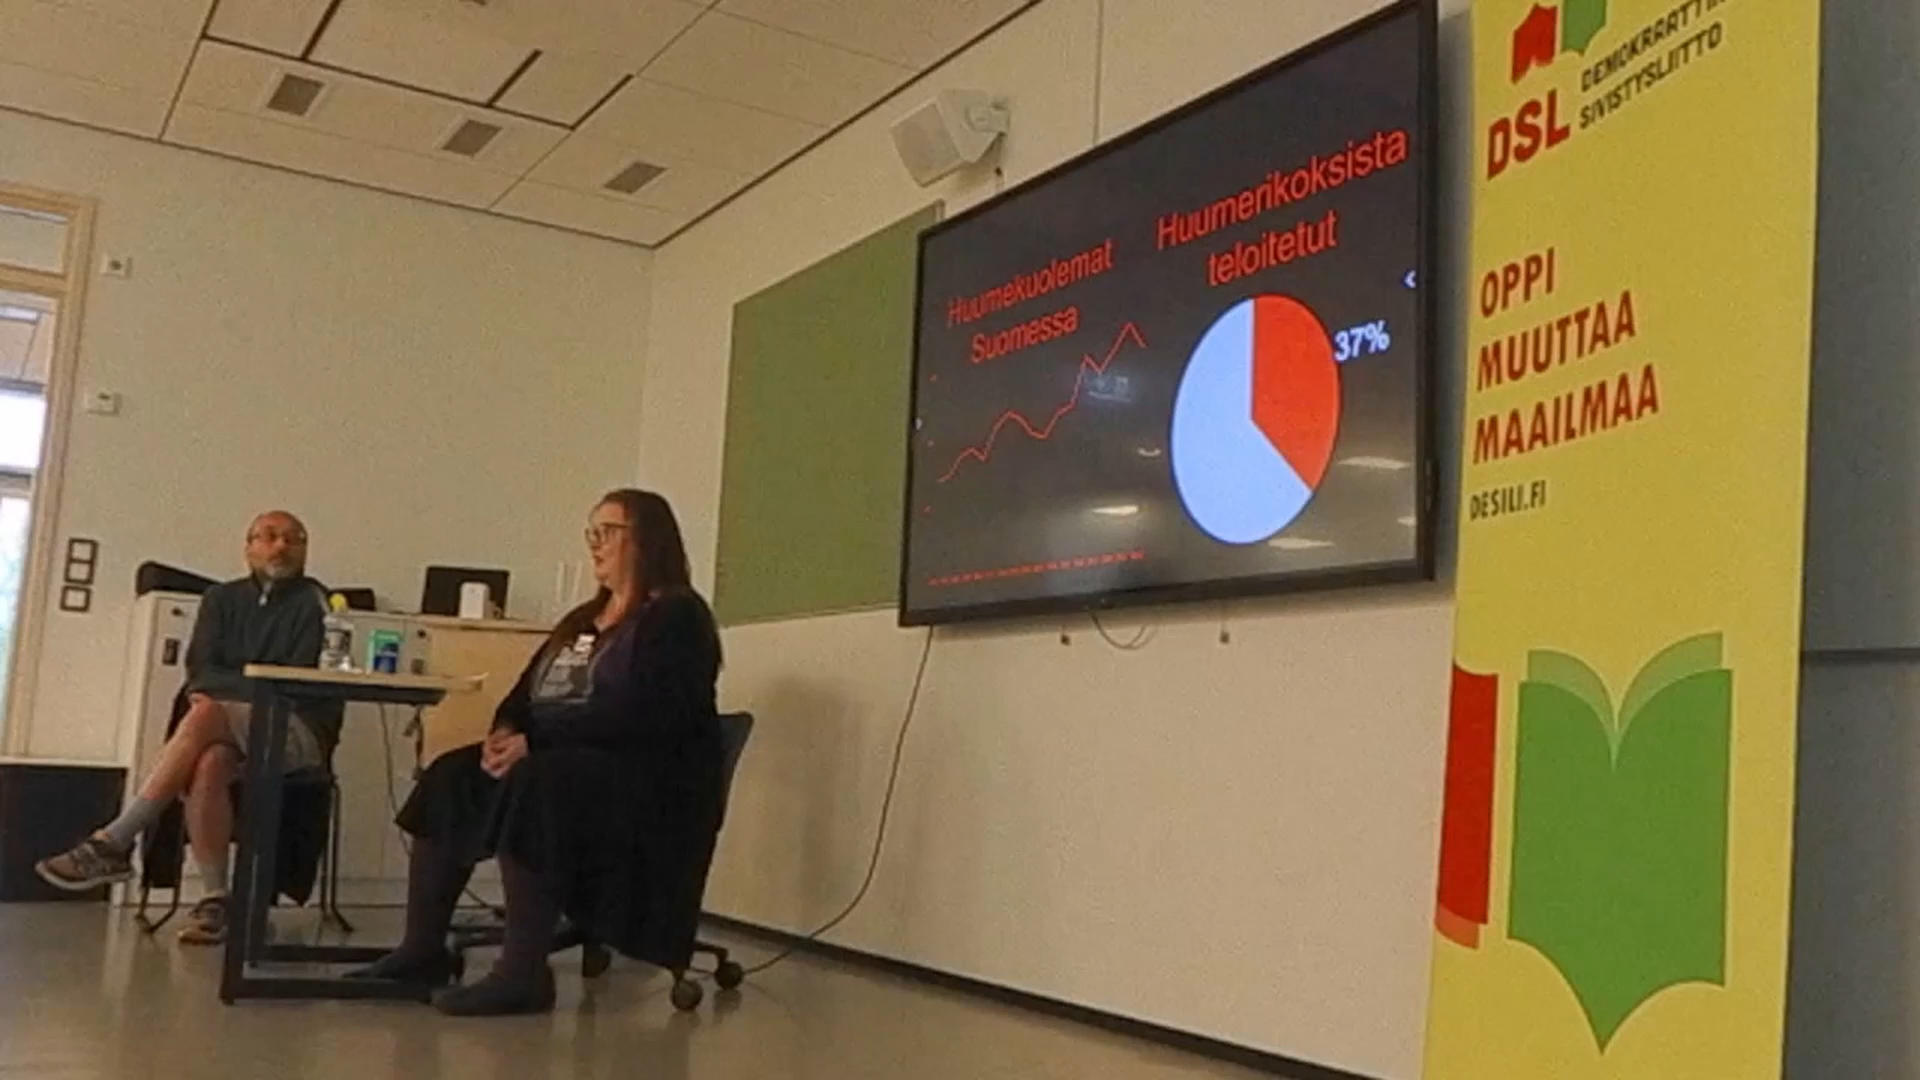 Huumekuolemat
Suomessa
Huumerikoksista
teloitetut
37%
DSL
DEMOKRAATTINEN
SIVISTYSLIITTO
OPPI
MUUTTAA
MAAILMAA
DESILI.FI